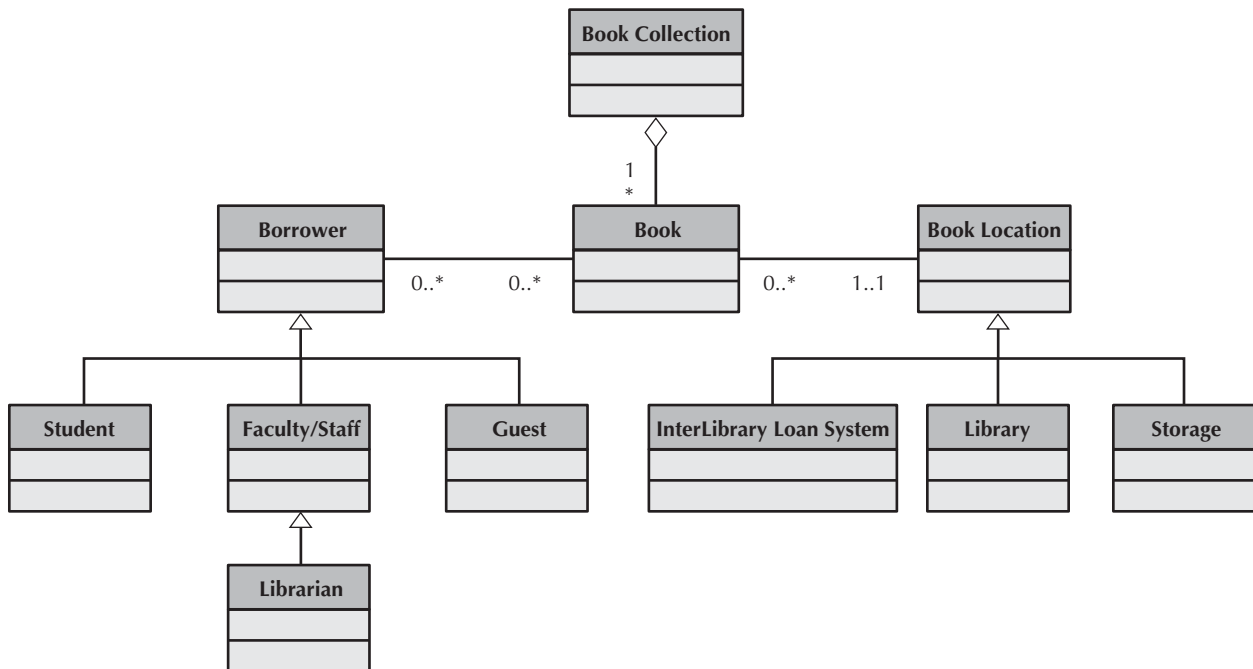 Book Collection
1
*
Borrower
Book
Book Location
0..*
0..*
0..*
1..1
Student
Faculty/Staff
Guest
InterLibrary Loan System
Library
Storage
Librarian